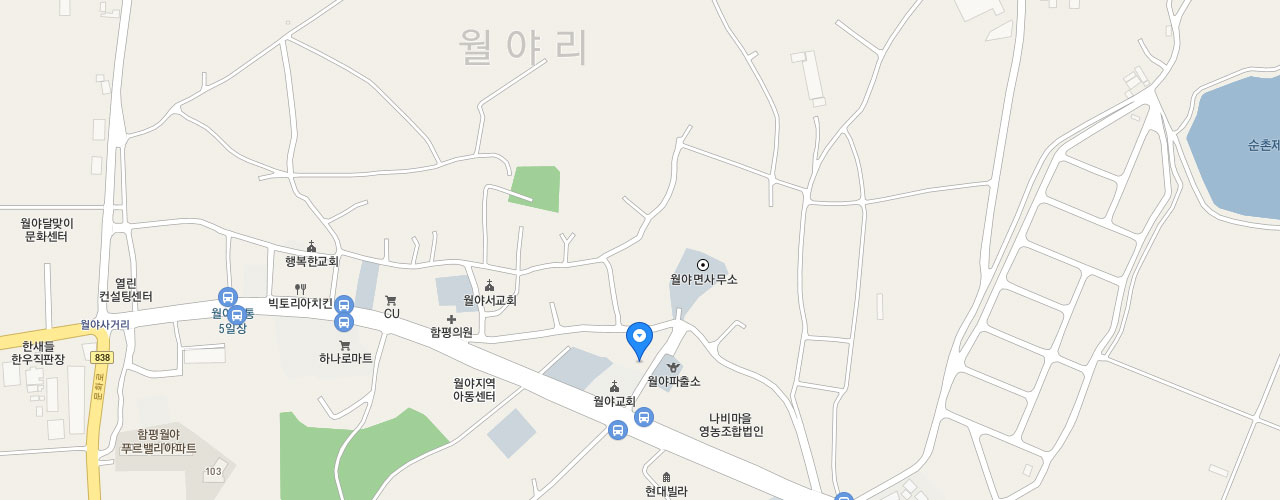 월야리
순촌제
월야달맞이
문화센터
행복한교회
월야면사무소
열린
컨설팅센터
빅토리아치킨
월야서교회
CU
5일장
월야사거리
함평의원
한새들
한우직판장
838
하나로마트
문화로
월야지역
아동센터
월야파출소
월야교회
나비마을
영농조합법인
함평월야
푸르밸리아파트
103
현대빌라